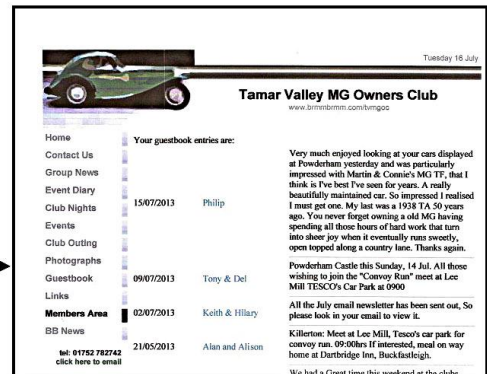 Tuesday 16 July
Tamar Valley MG Owners Club
www.brmmbrmm.com/tvmgoc
Home
Contact Us
Group News
Event Diary
Club Nights
Events
Club Outing
Photographs
Guestbook
Links
Members Area
BB News
tel: 01752 782742
click here to email
Your guestbook entries are:
15/07/2013 Philip
Very much enjoyed looking at your cars displayed
at Powderham yesterday and was particularly
impressed with Martin & Connie's MG TF, that I
think is I've best I've seen for years. A really
beautifully maintained car. So impressed I realised
I must get one. My last was a 1938 TA 50 years
ago. You never forget owning a old MG having
spending all those hours of hard work that turn
into sheer joy when it eventually runs sweetly,
open topped along a country lane. Thanks again.
09/07/2013 Tony & Del
Powderham Castle this Sunday, 14 Jul. All those
wishing to join the "Convoy Run" meet at Lee
Mill TESCO's Car Park at 0900
02/07/2013 Keith & Hilary
All the July email newsletter has been sent out, So
please look in your email to view it.
21/05/2013 Alan and Alison
Killerton: Meet at Lee Mill, Tesco's car park for
convoy run. 09:00hrs If interested, meal on way
home at Dartbridge Inn, Buckfastleigh.
We had a Great time this weekend at the clubs